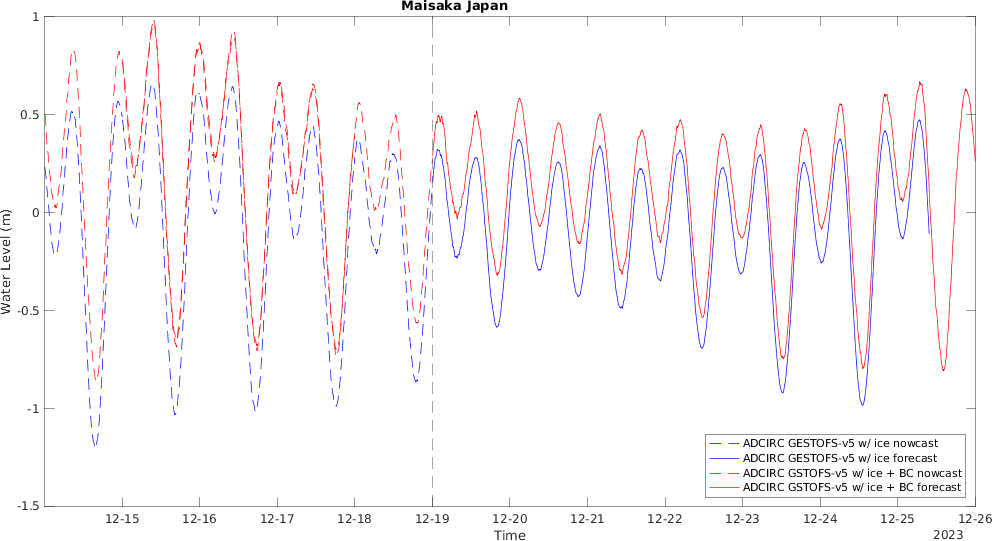 Maisaka Japan
1
0.5
0
-0.5
-1
-1.5
Water Level (m)
12-15 12-16 12-17 12-18 12-19 12-20 12-21 12-22 12-23 12-24 12-25 12-26
Time
2023
ADCIRC GESTOFS-v5 w/ ice nowcast
ADCIRC GESTOFS-v5 w/ ice forecast
ADCIRC GSTOFS-v5 w/ ice + BC nowcast
ADCIRC GSTOFS-v5 w/ ice + BC forecast